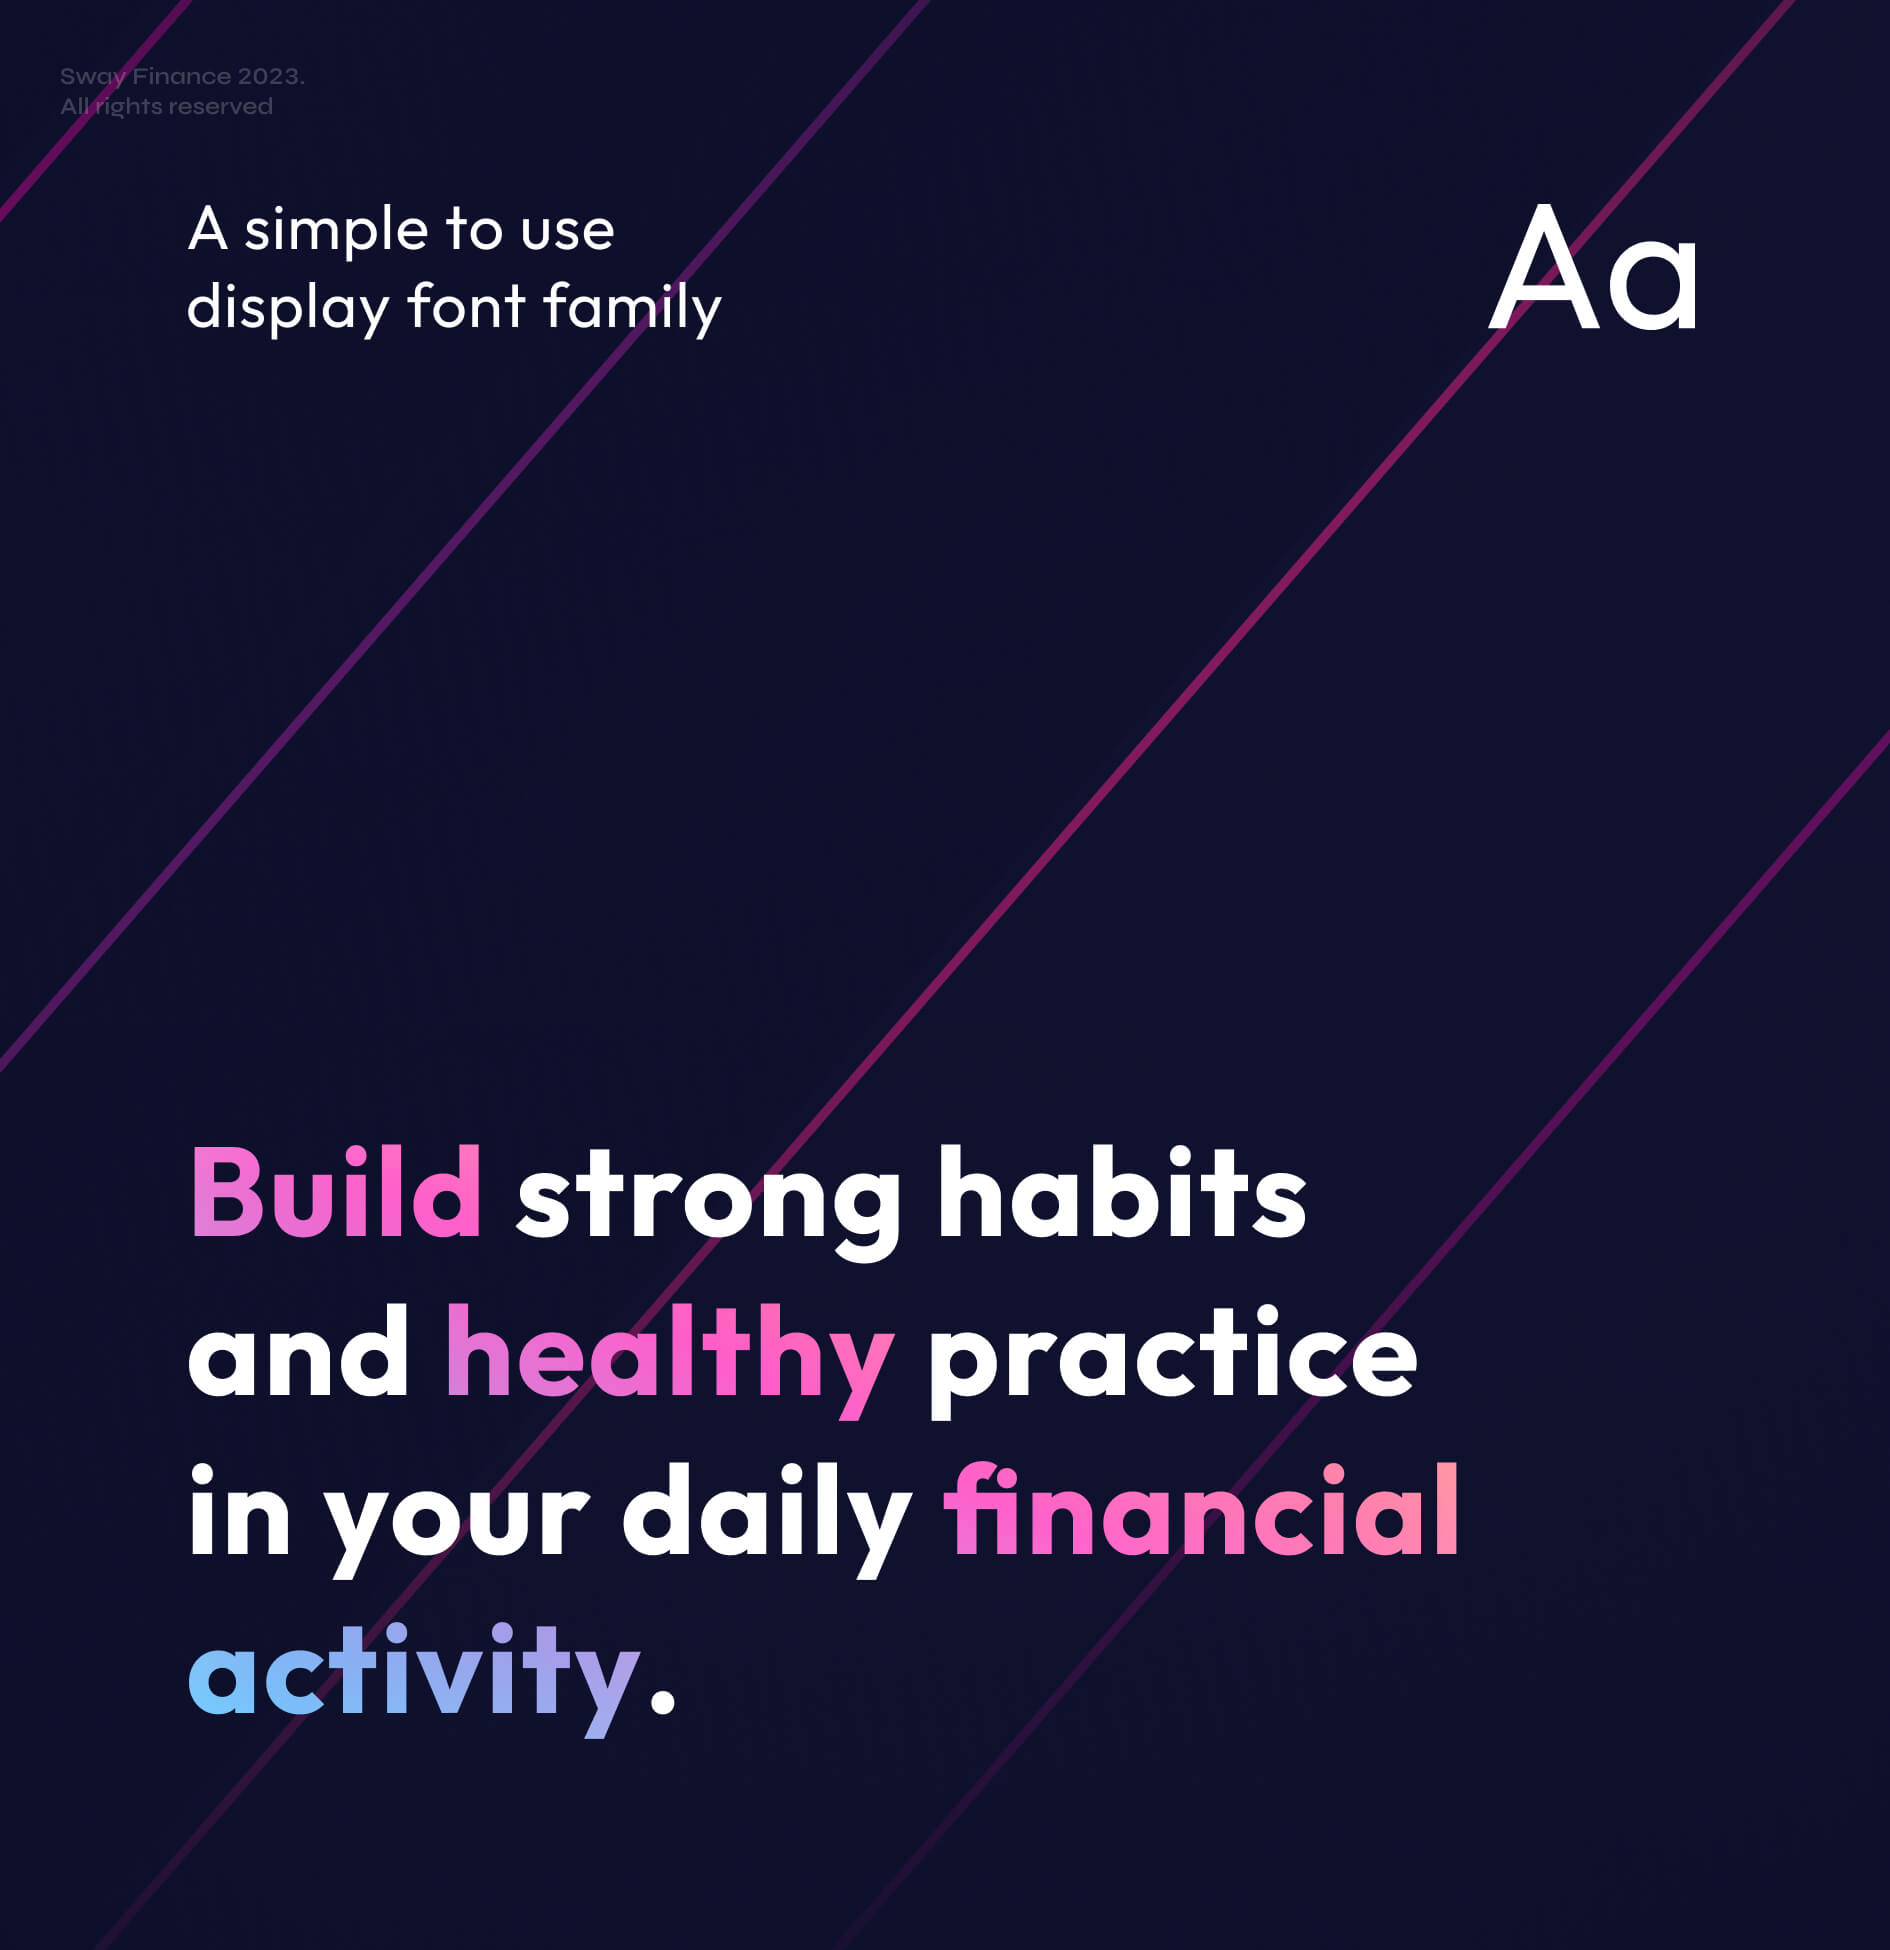 Sway Finance 2023.
All rights reserved
A simple to use
display font family
Aa
Build strong habits
and healthy practice
in your daily financial
activity.